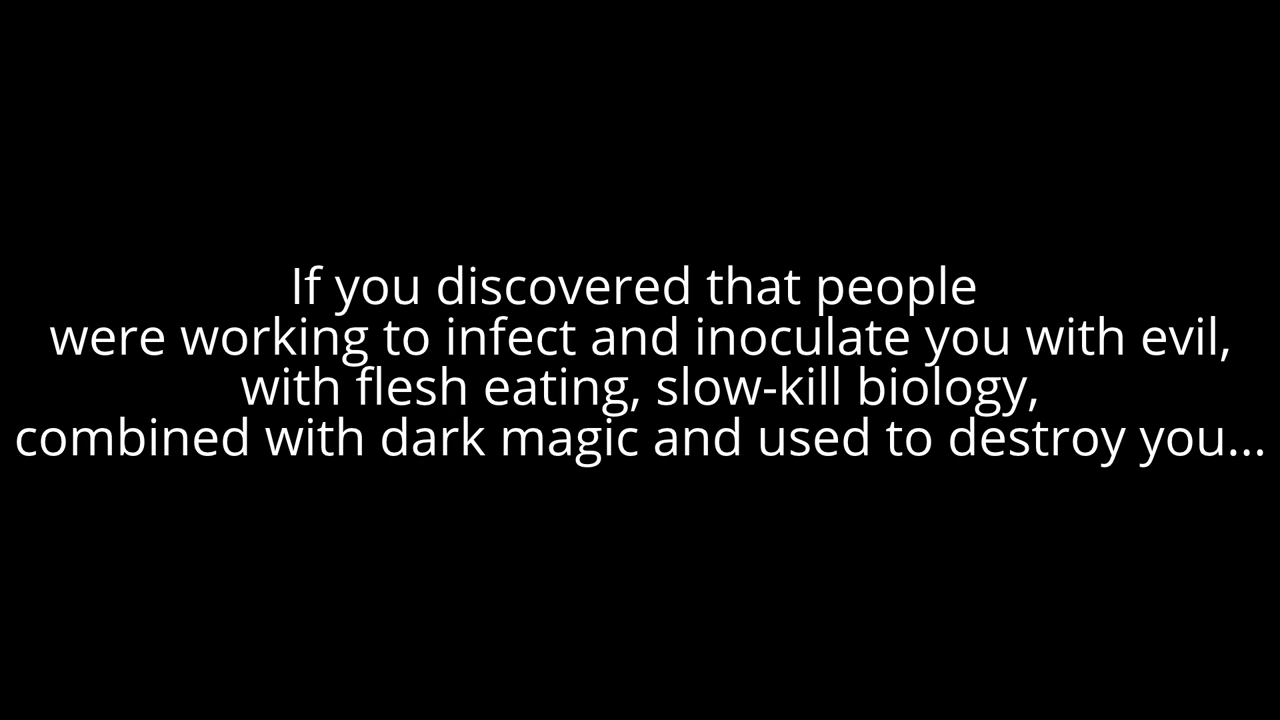 If you discovered that people
were working to infect and inoculate you with evil,
with flesh eating, slow-kill biology,
combined with dark magic and used to destroy you...